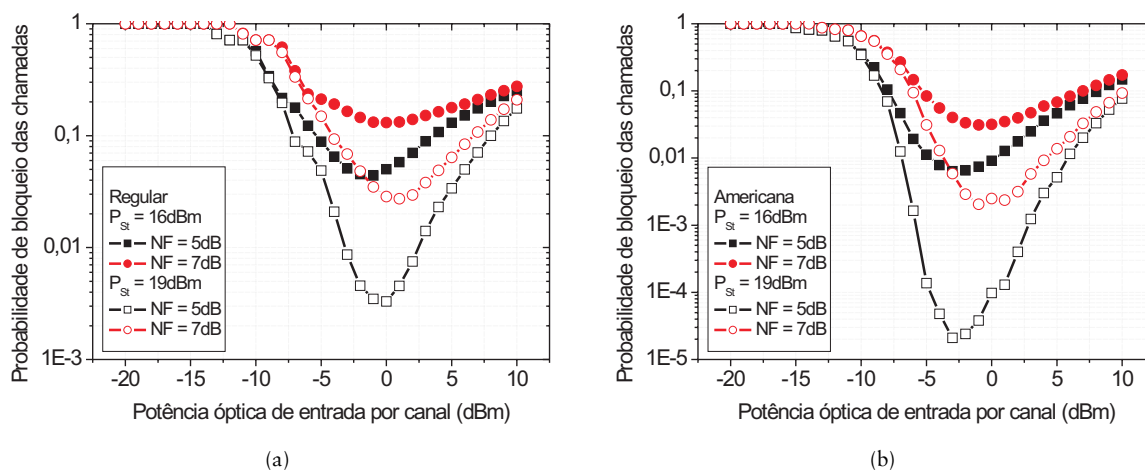 1
0,1
0,01
1E-3
-20 -15 -10 -5 0 5 10
Probabilidade de bloqueio das chamadas
Potência óptica de entrada por canal (dBm)
Regular
P_St = 16dBm
NF = 5dB
NF = 7dB
P_St = 19dBm
NF = 5dB
NF = 7dB
(a)
1
0,1
0,01
1E-3
1E-4
1E-5
-20 -15 -10 -5 0 5 10
Probabilidade de bloqueio das chamadas
Potência óptica de entrada por canal (dBm)
Americana
P_St = 16dBm
NF = 5dB
NF = 7dB
P_St = 19dBm
NF = 5dB
NF = 7dB
(b)